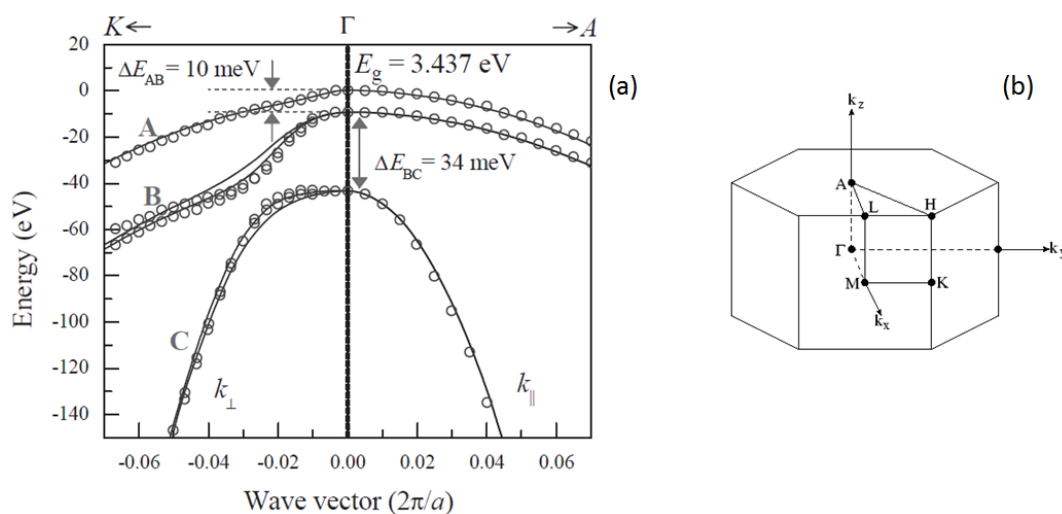 K← Γ →A
20
0
-20
-40
-60
-80
-100
-120
-140
Energy (eV)
ΔE_AB = 10 meV
E_g = 3.437 eV
ΔE_BC = 34 meV
A
B
C
k_⊥
k_∥
-0.06 -0.04 -0.02 0.00 0.02 0.04 0.06
Wave vector (2π/a)
(a)
(b)
k_z
A
L
H
Γ
k_y
M
K
k_x